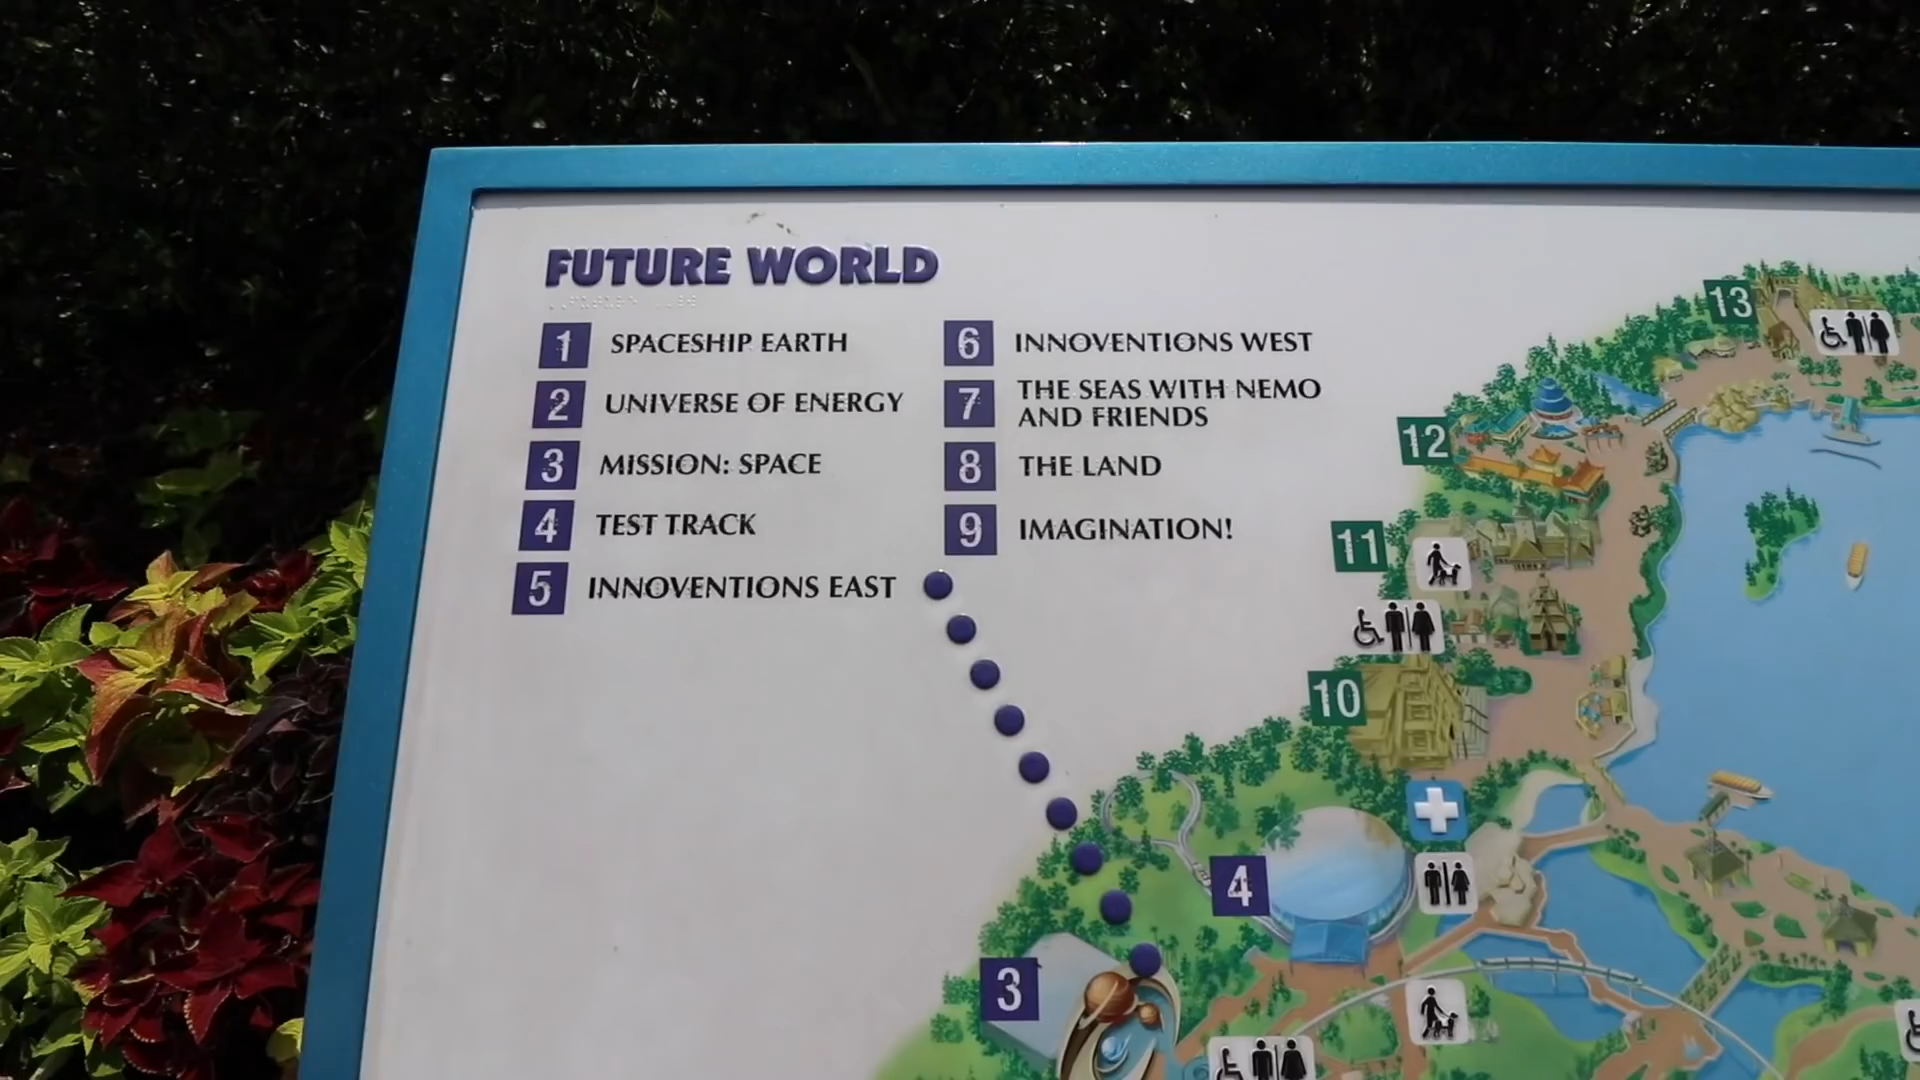 FUTURE WORLD
1 SPACESHIP EARTH
2 UNIVERSE OF ENERGY
3 MISSION: SPACE
4 TEST TRACK
5 INNOVENTIONS EAST
6 INNOVENTIONS WEST
7 THE SEAS WITH NEMO
AND FRIENDS
8 THE LAND
9 IMAGINATION!
13
12
11
10
4
3